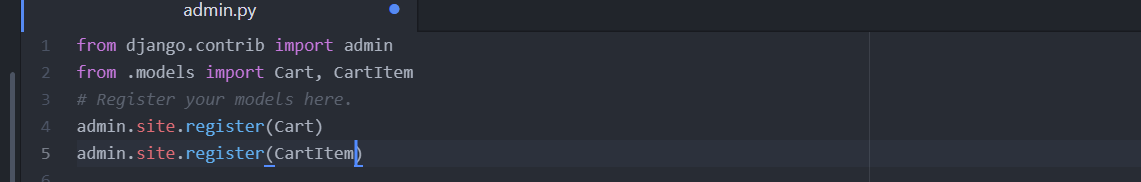 admin.py
1 from django.contrib import admin
2 from .models import Cart, CartItem
3 # Register your models here.
4 admin.site.register(Cart)
5 admin.site.register(CartItem)
6